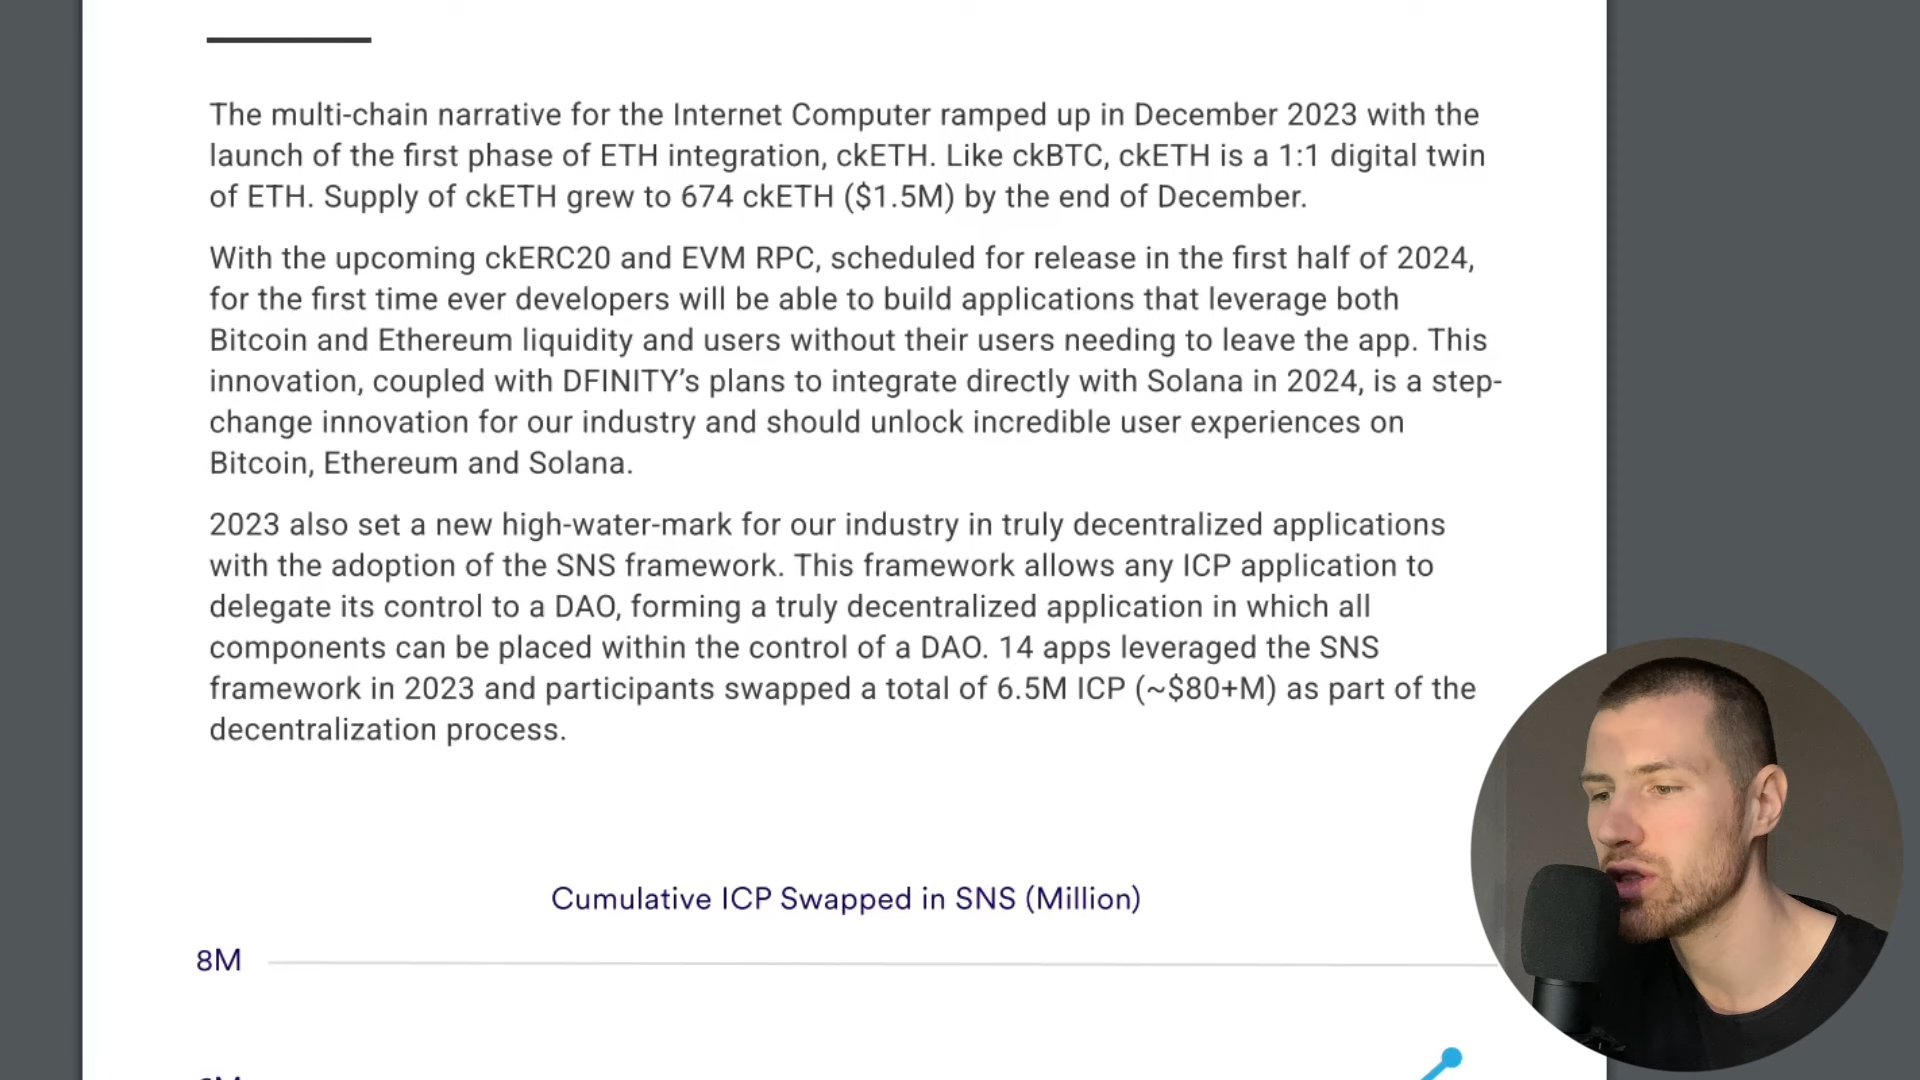 The multi-chain narrative for the Internet Computer ramped up in December 2023 with the
launch of the first phase of ETH integration, ckETH. Like ckBTC, ckETH is a 1:1 digital twin
of ETH. Supply of ckETH grew to 674 ckETH ($1.5M) by the end of December.
With the upcoming ckERC20 and EVM RPC, scheduled for release in the first half of 2024,
for the first time ever developers will be able to build applications that leverage both
Bitcoin and Ethereum liquidity and users without their users needing to leave the app. This
innovation, coupled with DFINITY’s plans to integrate directly with Solana in 2024, is a step-
change innovation for our industry and should unlock incredible user experiences on
Bitcoin, Ethereum and Solana.
2023 also set a new high-water-mark for our industry in truly decentralized applications
with the adoption of the SNS framework. This framework allows any ICP application to
delegate its control to a DAO, forming a truly decentralized application in which all
components can be placed within the control of a DAO. 14 apps leveraged the SNS
framework in 2023 and participants swapped a total of 6.5M ICP (~$80+M) as part of the
decentralization process.
Cumulative ICP Swapped in SNS (Million)
8M